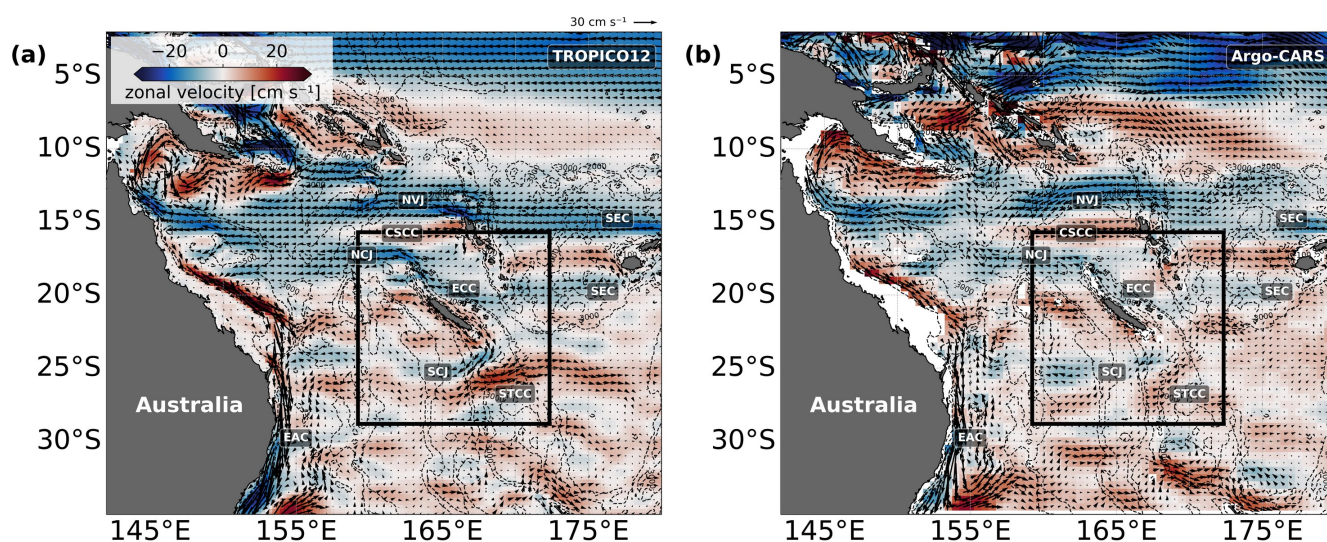 30 cm s⁻¹
(a)
−20 0 20
zonal velocity [cm s⁻¹]
TROPICO12
5°S
10°S
15°S
20°S
25°S
30°S
NVJ
SEC
CSCC
NCJ
ECC
SEC
SCJ
STCC
EAC
Australia
145°E 155°E 165°E 175°E
(b)
Argo-CARS
5°S
10°S
15°S
20°S
25°S
30°S
NVJ
SEC
CSCC
NCJ
ECC
SEC
SCJ
STCC
EAC
Australia
145°E 155°E 165°E 175°E